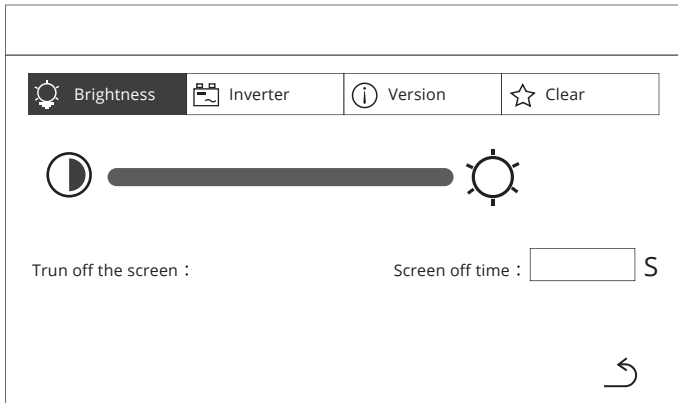 Brightness Inverter Version Clear
Trun off the screen : Screen off time : S